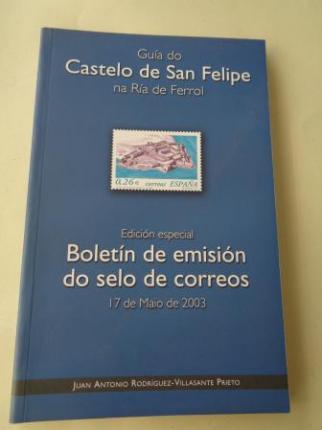 Guía do
Castelo de San Felipe
na Ría de Ferrol
0,26€ correos ESPAÑA
Edición especial
Boletín de emisión
do selo de correos
17 de Maio de 2003
JUAN ANTONIO RODRÍGUEZ-VILLASANTE PRIETO